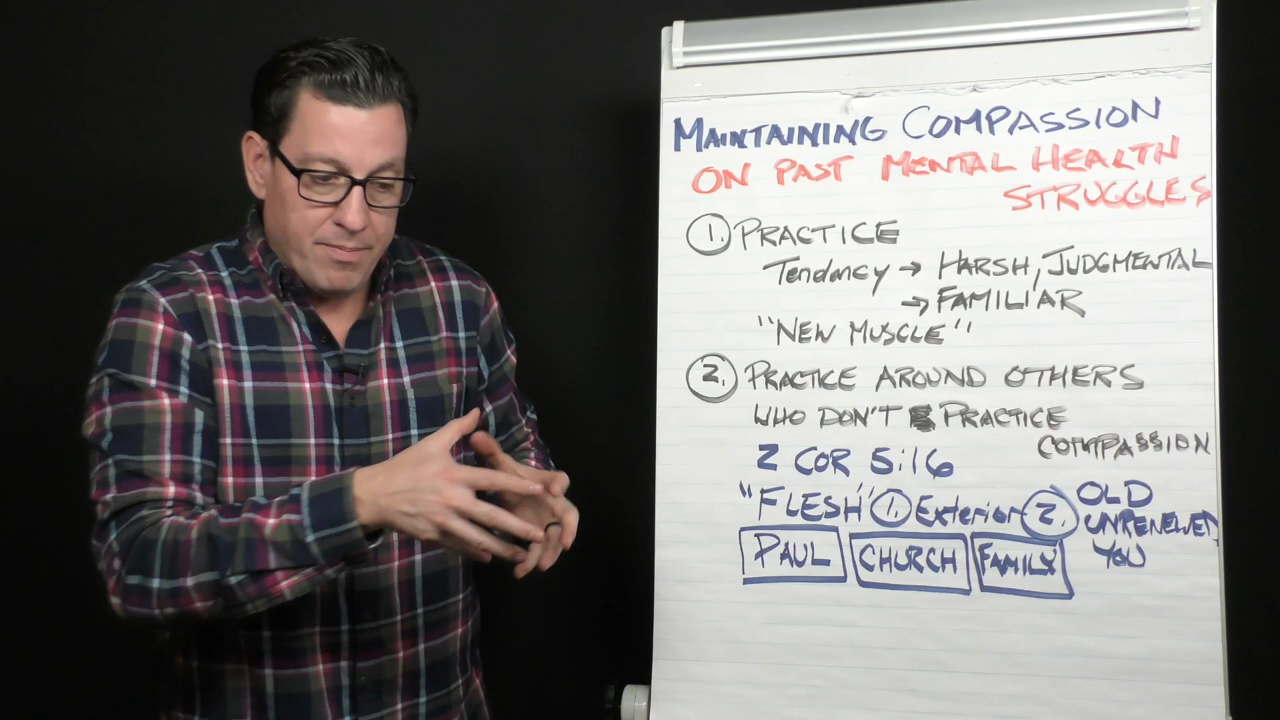 MAINTAINING COMPASSION
ON PAST MENTAL HEALTH
STRUGGLES
1. PRACTICE
Tendency → HARSH, JUDGMENTAL
→ FAMILIAR
"NEW MUSCLE"
2. PRACTICE AROUND OTHERS
WHO DON'T PRACTICE
COMPASSION
2 COR 5:16
"FLESH" 1. Exterior 2. OLD
UNRENEWED
YOU
PAUL CHURCH FAMILY